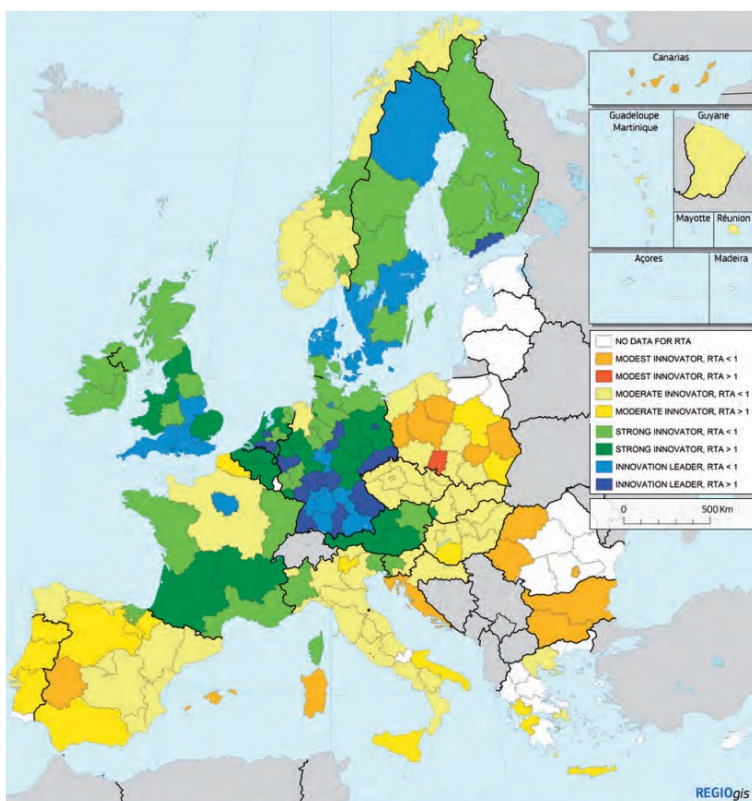 Canarias
Guadeloupe
Martinique
Guyane
Mayotte
Réunion
Açores
Madeira
NO DATA FOR RTA
MODEST INNOVATOR, RTA < 1
MODEST INNOVATOR, RTA > 1
MODERATE INNOVATOR, RTA < 1
MODERATE INNOVATOR, RTA > 1
STRONG INNOVATOR, RTA < 1
STRONG INNOVATOR, RTA > 1
INNOVATION LEADER, RTA < 1
INNOVATION LEADER, RTA > 1
0 500 Km
REGIOgis